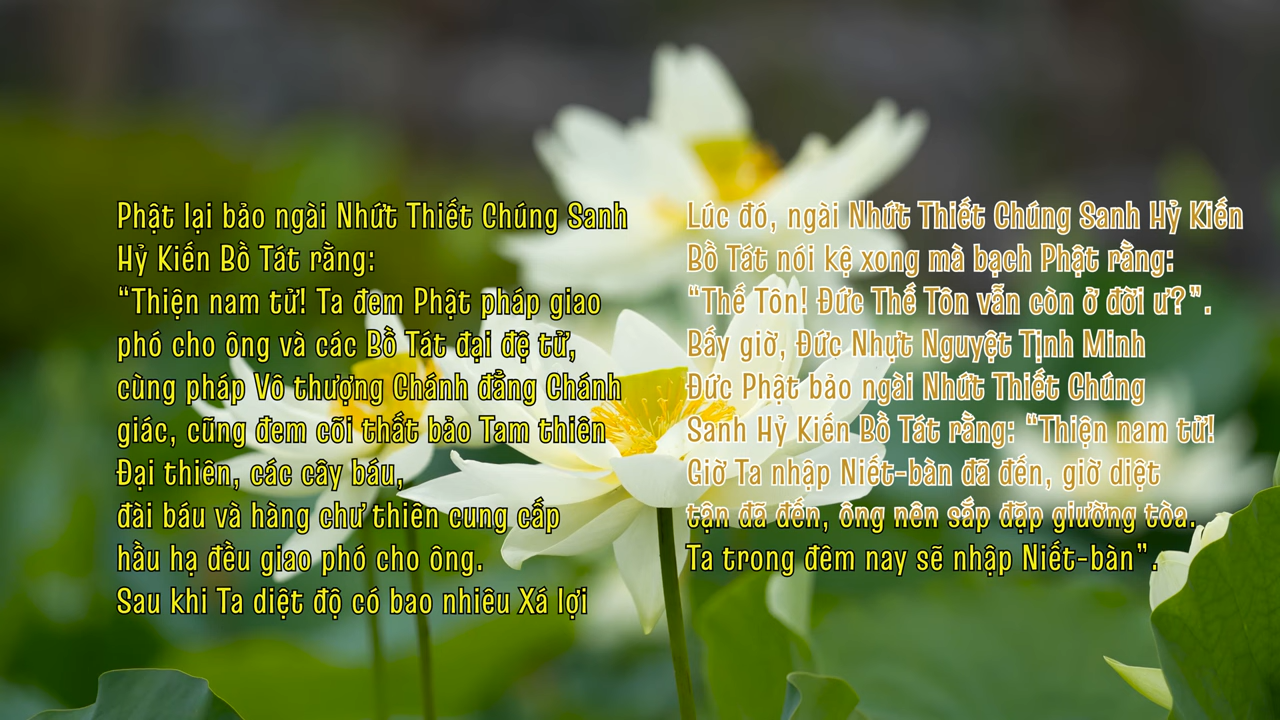 Phật lại bảo ngài Nhứt Thiết Chúng Sanh
Hỷ Kiến Bồ Tát rằng:
“Thiện nam tử! Ta đem Phật pháp giao
phó cho ông và các Bồ Tát đại đệ tử,
cùng pháp Vô thượng Chánh đẳng Chánh
giác, cũng đem cõi thất bảo Tam thiên
Đại thiên, các cây báu,
đài báu và hàng chư thiên cung cấp
hầu hạ đều giao phó cho ông.
Sau khi Ta diệt độ có bao nhiêu Xá lợi
Lúc đó, ngài Nhứt Thiết Chúng Sanh Hỷ Kiến
Bồ Tát nói kệ xong mà bạch Phật rằng:
“Thế Tôn! Đức Thế Tôn vẫn còn ở đời ư?”.
Bấy giờ, Đức Nhựt Nguyệt Tịnh Minh
Đức Phật bảo ngài Nhứt Thiết Chúng
Sanh Hỷ Kiến Bồ Tát rằng: “Thiện nam tử!
Giờ Ta nhập Niết-bàn đã đến, giờ diệt
tận đã đến, ông nên sắp đặp giường tòa.
Ta trong đêm nay sẽ nhập Niết-bàn”.